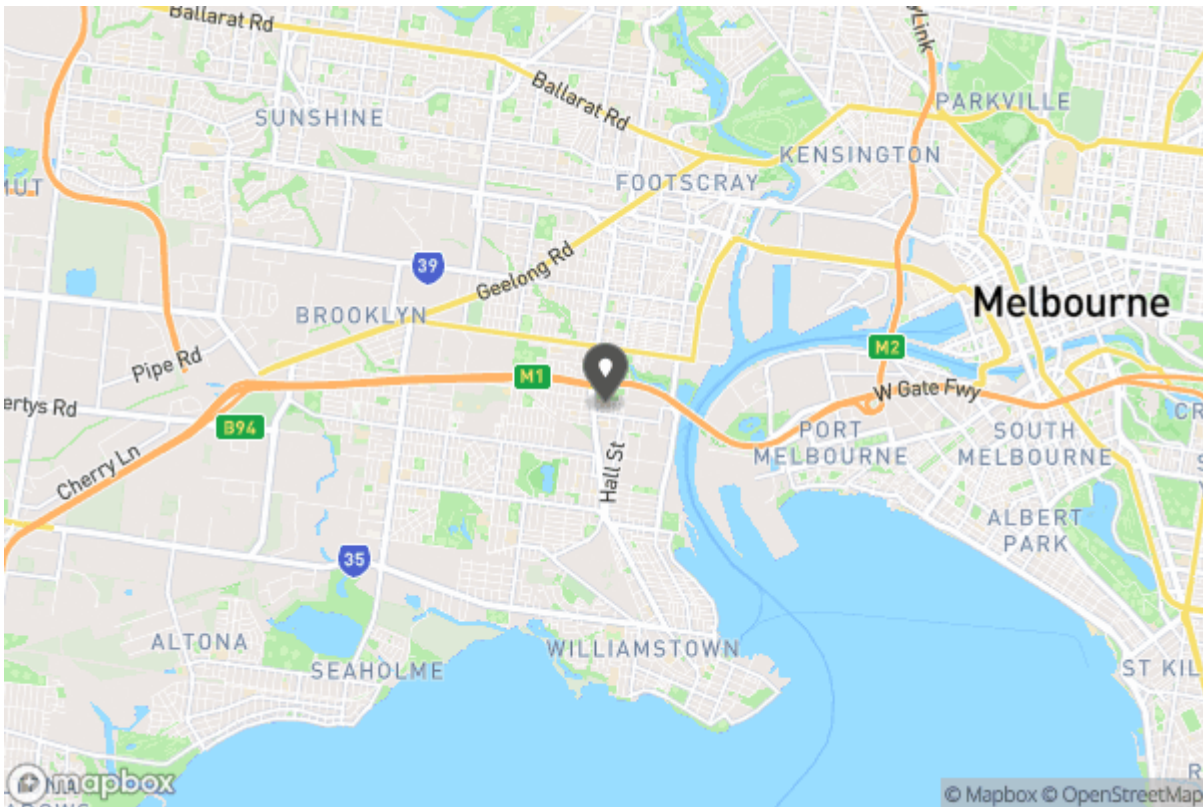 Ballarat Rd
yLink
PARKVILLE
SUNSHINE
Ballarat Rd
KENSINGTON
MUT
FOOTSCRAY
39
Geelong Rd
Melbourne
BROOKLYN
M2
Pipe Rd
M1
W Gate Fwy
ertys Rd
B94
CR
PORT
MELBOURNE
SOUTH
MELBOURNE
Cherry Ln
Hall St
ALBERT
PARK
35
ALTONA
WILLIAMSTOWN
SEAHOLME
ST KIL
R
mapbox
© Mapbox © OpenStreetMap